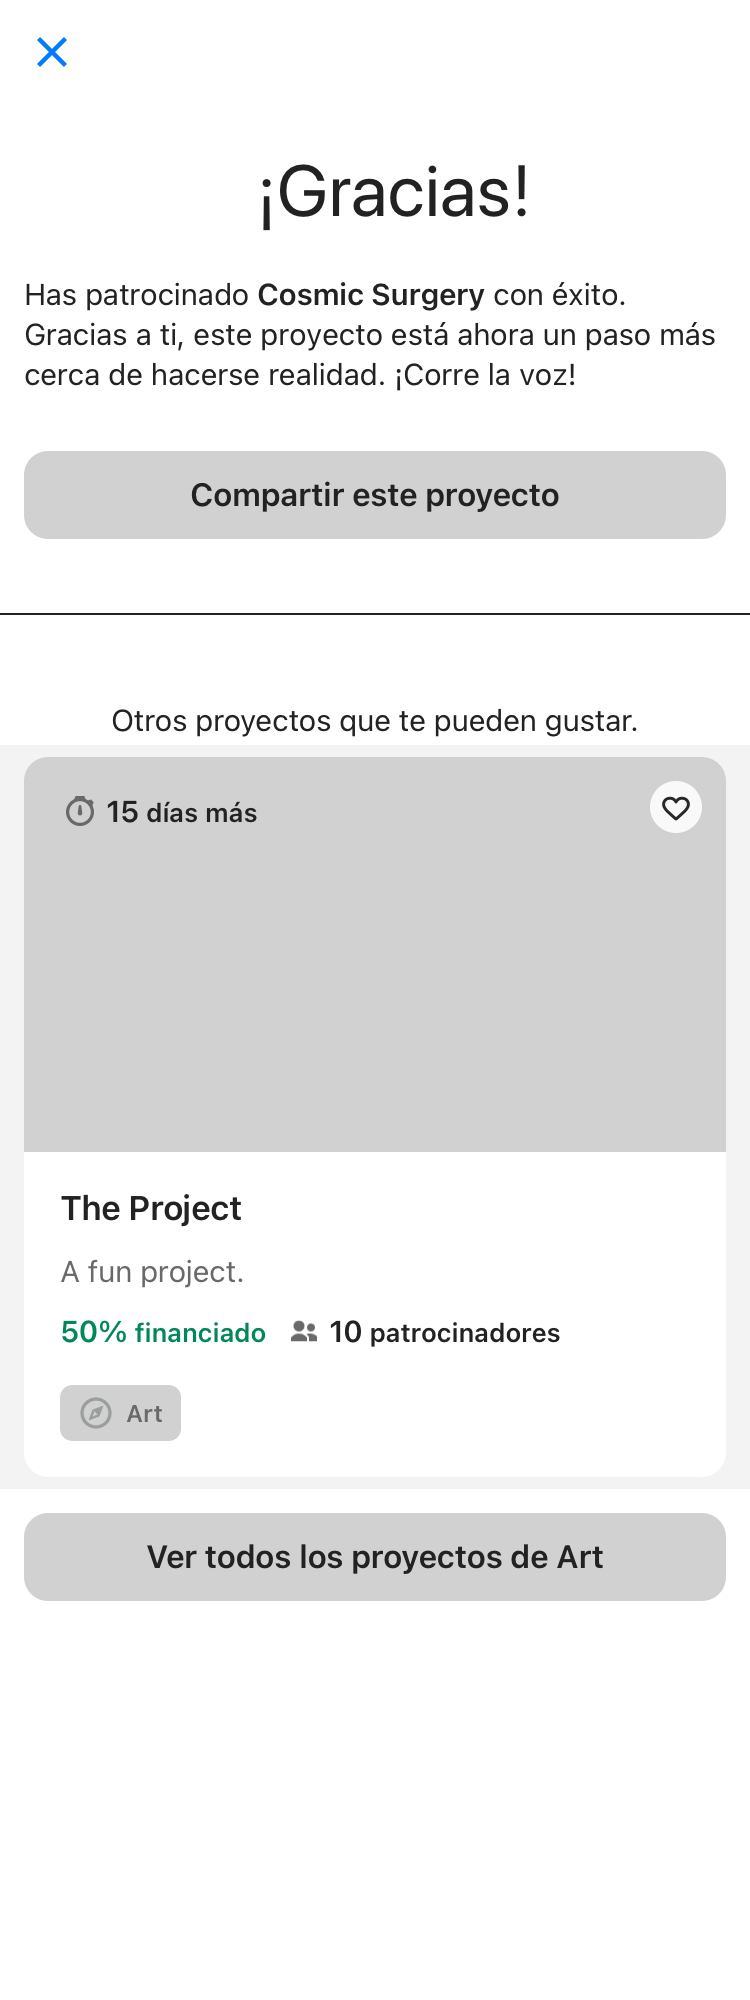 ¡Gracias!
Has patrocinado Cosmic Surgery con éxito.
Gracias a ti, este proyecto está ahora un paso más
cerca de hacerse realidad. ¡Corre la voz!
Compartir este proyecto
Otros proyectos que te pueden gustar.
15 días más
The Project
A fun project.
50% financiado 10 patrocinadores
Art
Ver todos los proyectos de Art